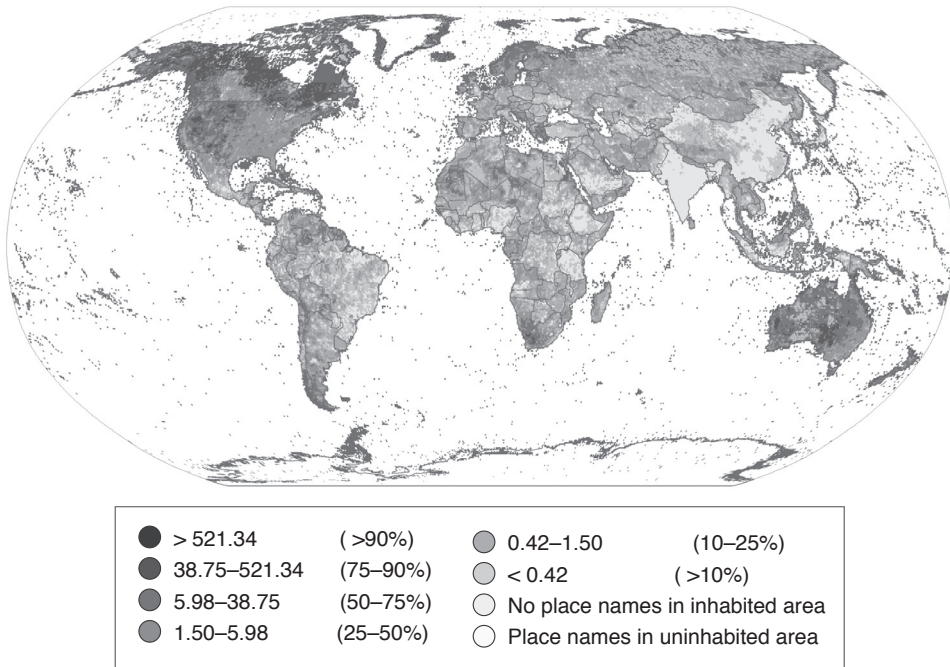 > 521.34 ( >90%)
38.75–521.34 (75–90%)
5.98–38.75 (50–75%)
1.50–5.98 (25–50%)
0.42–1.50 (10–25%)
< 0.42 ( >10%)
No place names in inhabited area
Place names in uninhabited area